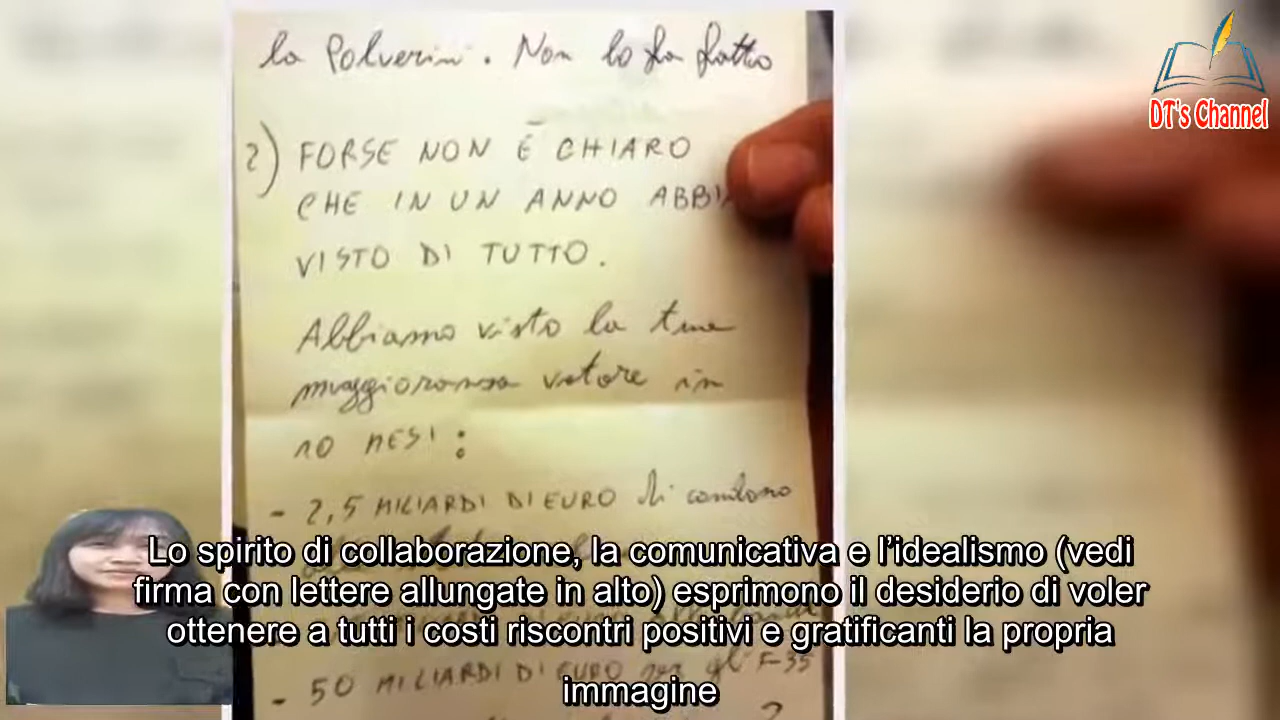 la Polverini. Non lo ha fatto
DT's Channel
2) FORSE NON È CHIARO
CHE IN UN ANNO ABBIA
VISTO DI TUTTO.
Abbiamo visto la tua
maggioranza votare in
10 MESI :
- 2,5 MILIARDI DI EURO di condono
Lo spirito di collaborazione, la comunicativa e l'idealismo (vedi
firma con lettere allungate in alto) esprimono il desiderio di voler
ottenere a tutti i costi riscontri positivi e gratificanti la propria
immagine
- 50 MILIARDI DI EURO per gli F-35